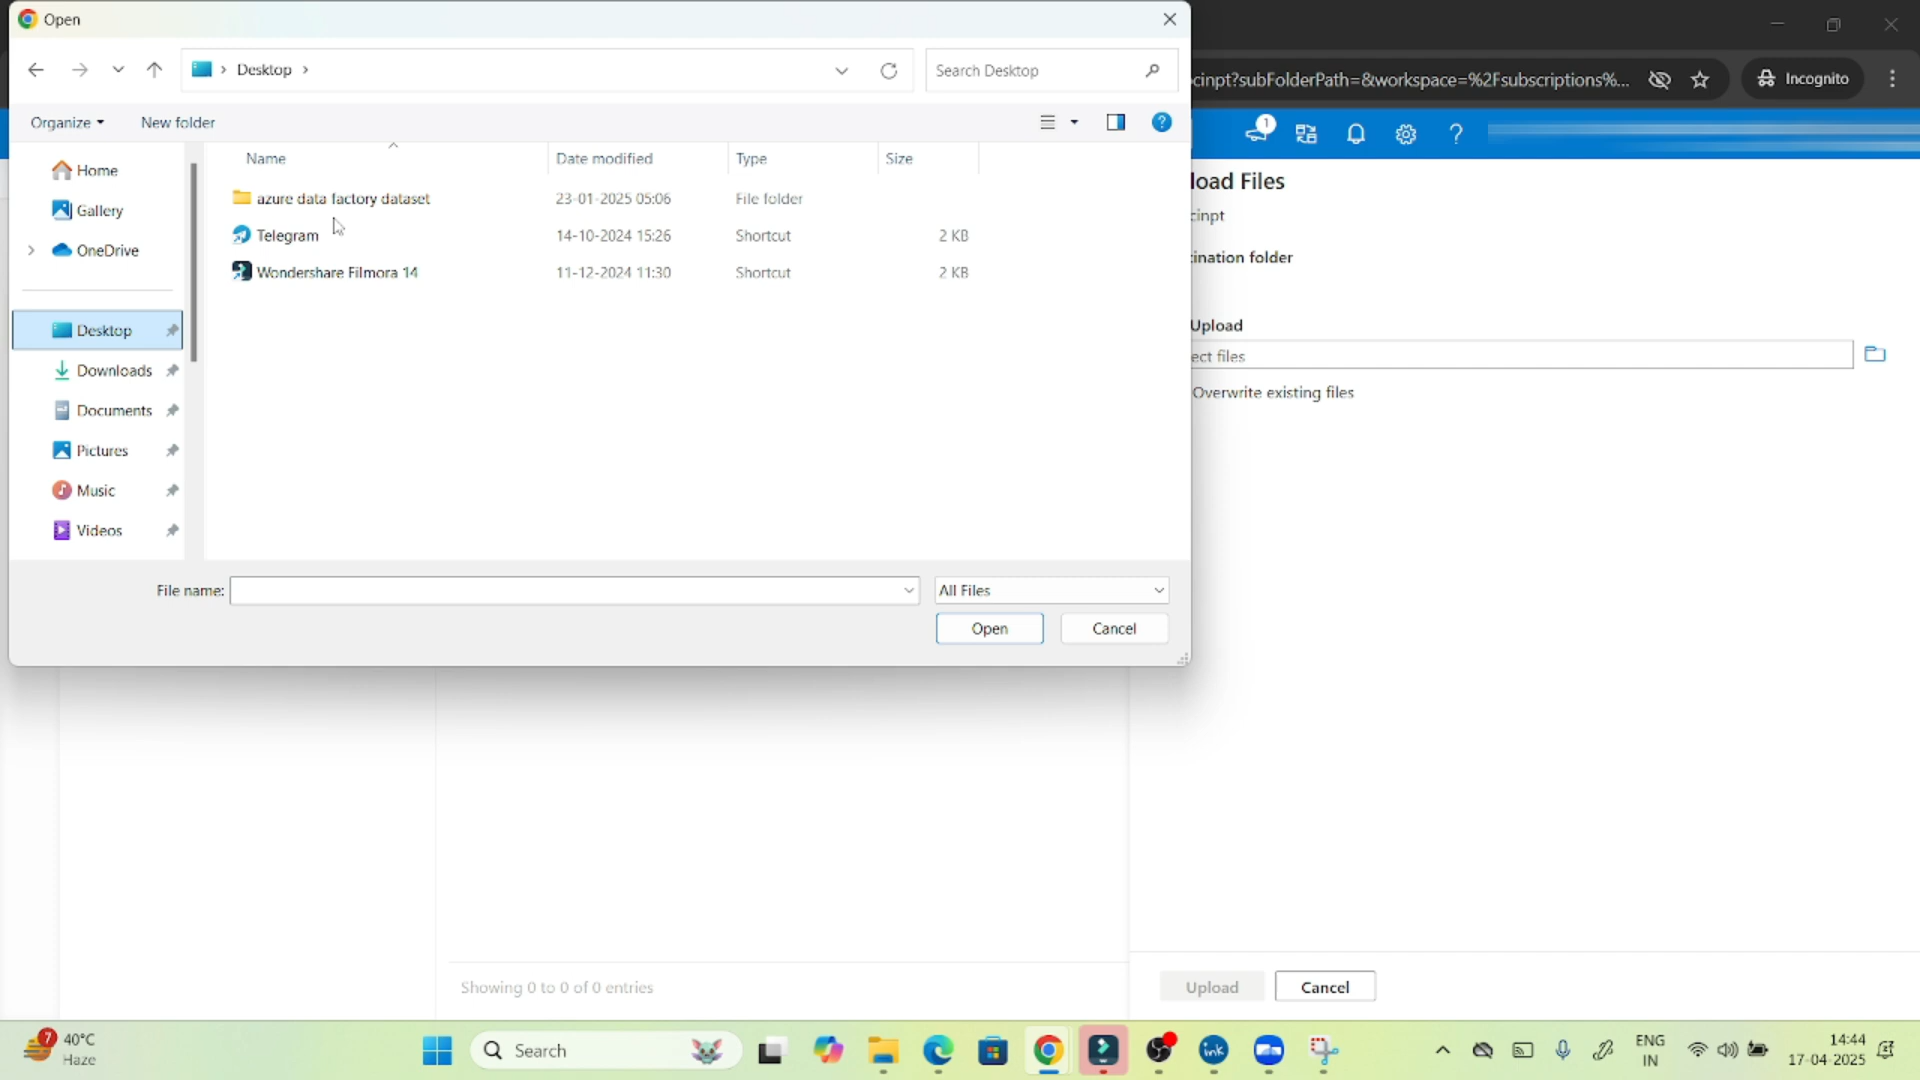 Open
Desktop
Search Desktop
cinpt?subFolderPath=&workspace=%2Fsubscriptions%...
Incognito
Organize
New folder
1
Home
Gallery
OneDrive
Desktop
Downloads
Documents
Pictures
Music
Videos
Name Date modified Type Size
azure data factory dataset 23-01-2025 05:06 File folder
Telegram 14-10-2024 15:26 Shortcut 2 KB
Wondershare Filmora 14 11-12-2024 11:30 Shortcut 2 KB
File name:
All Files
Open
Cancel
load Files
cinpt
ination folder
Upload
ect files
Overwrite existing files
Showing 0 to 0 of 0 entries
Upload
Cancel
7
40°C
Haze
Search
ink
ENG
IN
14:44
17-04-2025